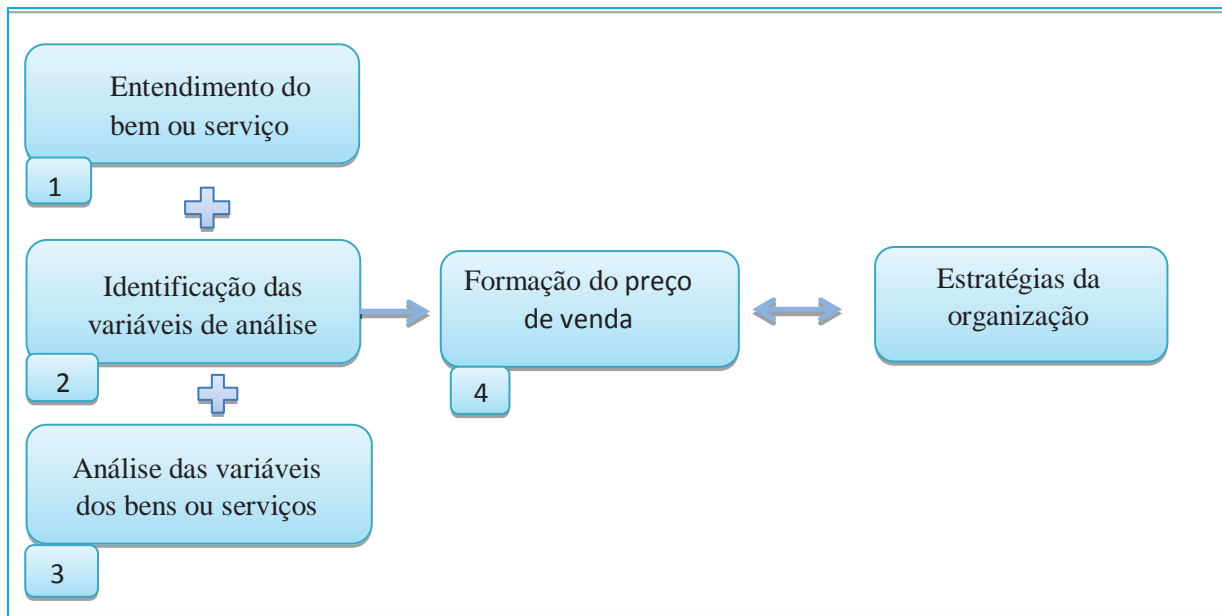 Entendimento do
bem ou serviço
1
Identificação das
variáveis de análise
2
Análise das variáveis
dos bens ou serviços
3
Formação do preço
de venda
4
Estratégias da
organização